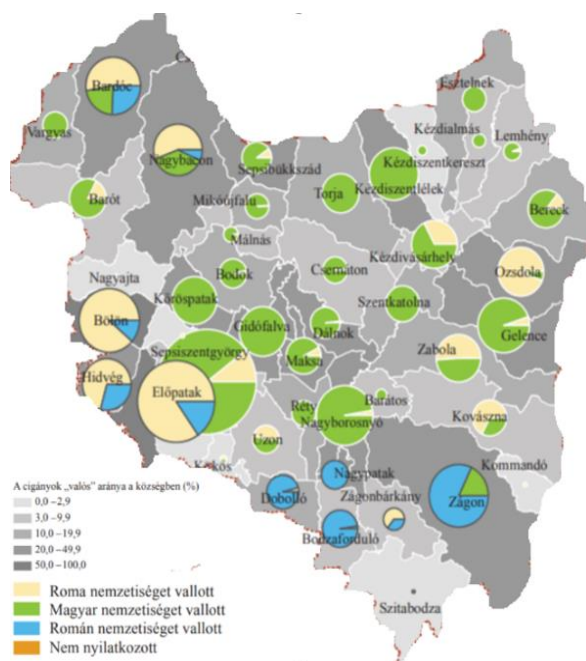 Bardóc
Esztelnek
Vargyas
Kézdialmás
Lemhény
Nagybacon
Sepsibükkszád
Kézdiszentkereszt
Torja
Kézdiszentlélek
Barót
Mikóújfalu
Bereck
Málnás
Kézdivásárhely
Nagyajta
Bodok
Csernáton
Ozsdola
Kőröspatak
Szentkatolna
Bölön
Gidófalva
Dálnok
Gelence
Sepsiszentgyörgy
Maksa
Zabola
Hidvég
Előpatak
Réty
Barátos
Nagyborosnyó
Kovászna
Uzon
Kökös
Nagypatak
Kommandó
A cigányok „valós” aránya a községben (%)
Dobolló
Zágonbárkány
Zágon
0,0 – 2,9
3,0 – 9,9
10,0 – 19,9
Bodzaforduló
20,0 – 49,9
50,0 – 100,0
Roma nemzetiséget vallott
Magyar nemzetiséget vallott
Román nemzetiséget vallott
Szitabodza
Nem nyilatkozott